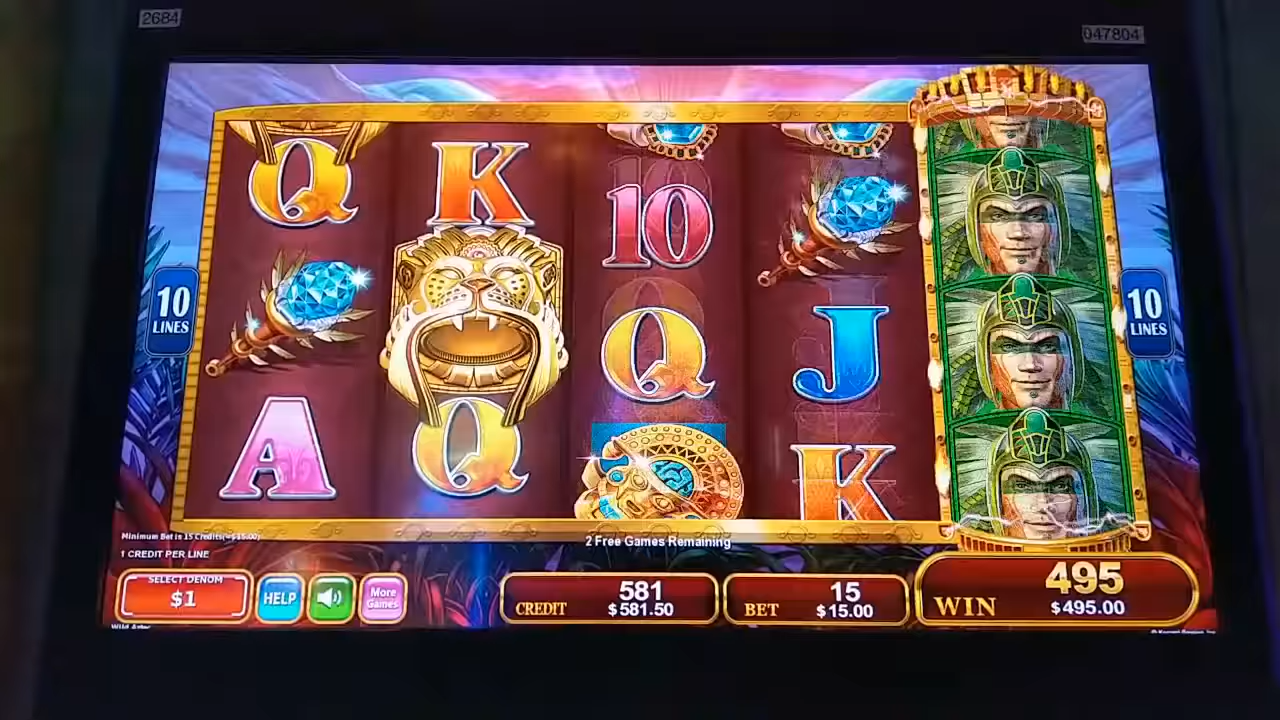 2684
047804
Q K 10
10 LINES
Q J
10 LINES
A Q K
Minimum Bet is 15 Credits(=$15.00)
2 Free Games Remaining
1 CREDIT PER LINE
SELECT DENOM
$1
HELP
More Games
CREDIT 581
$581.50
BET 15
$15.00
WIN 495
$495.00